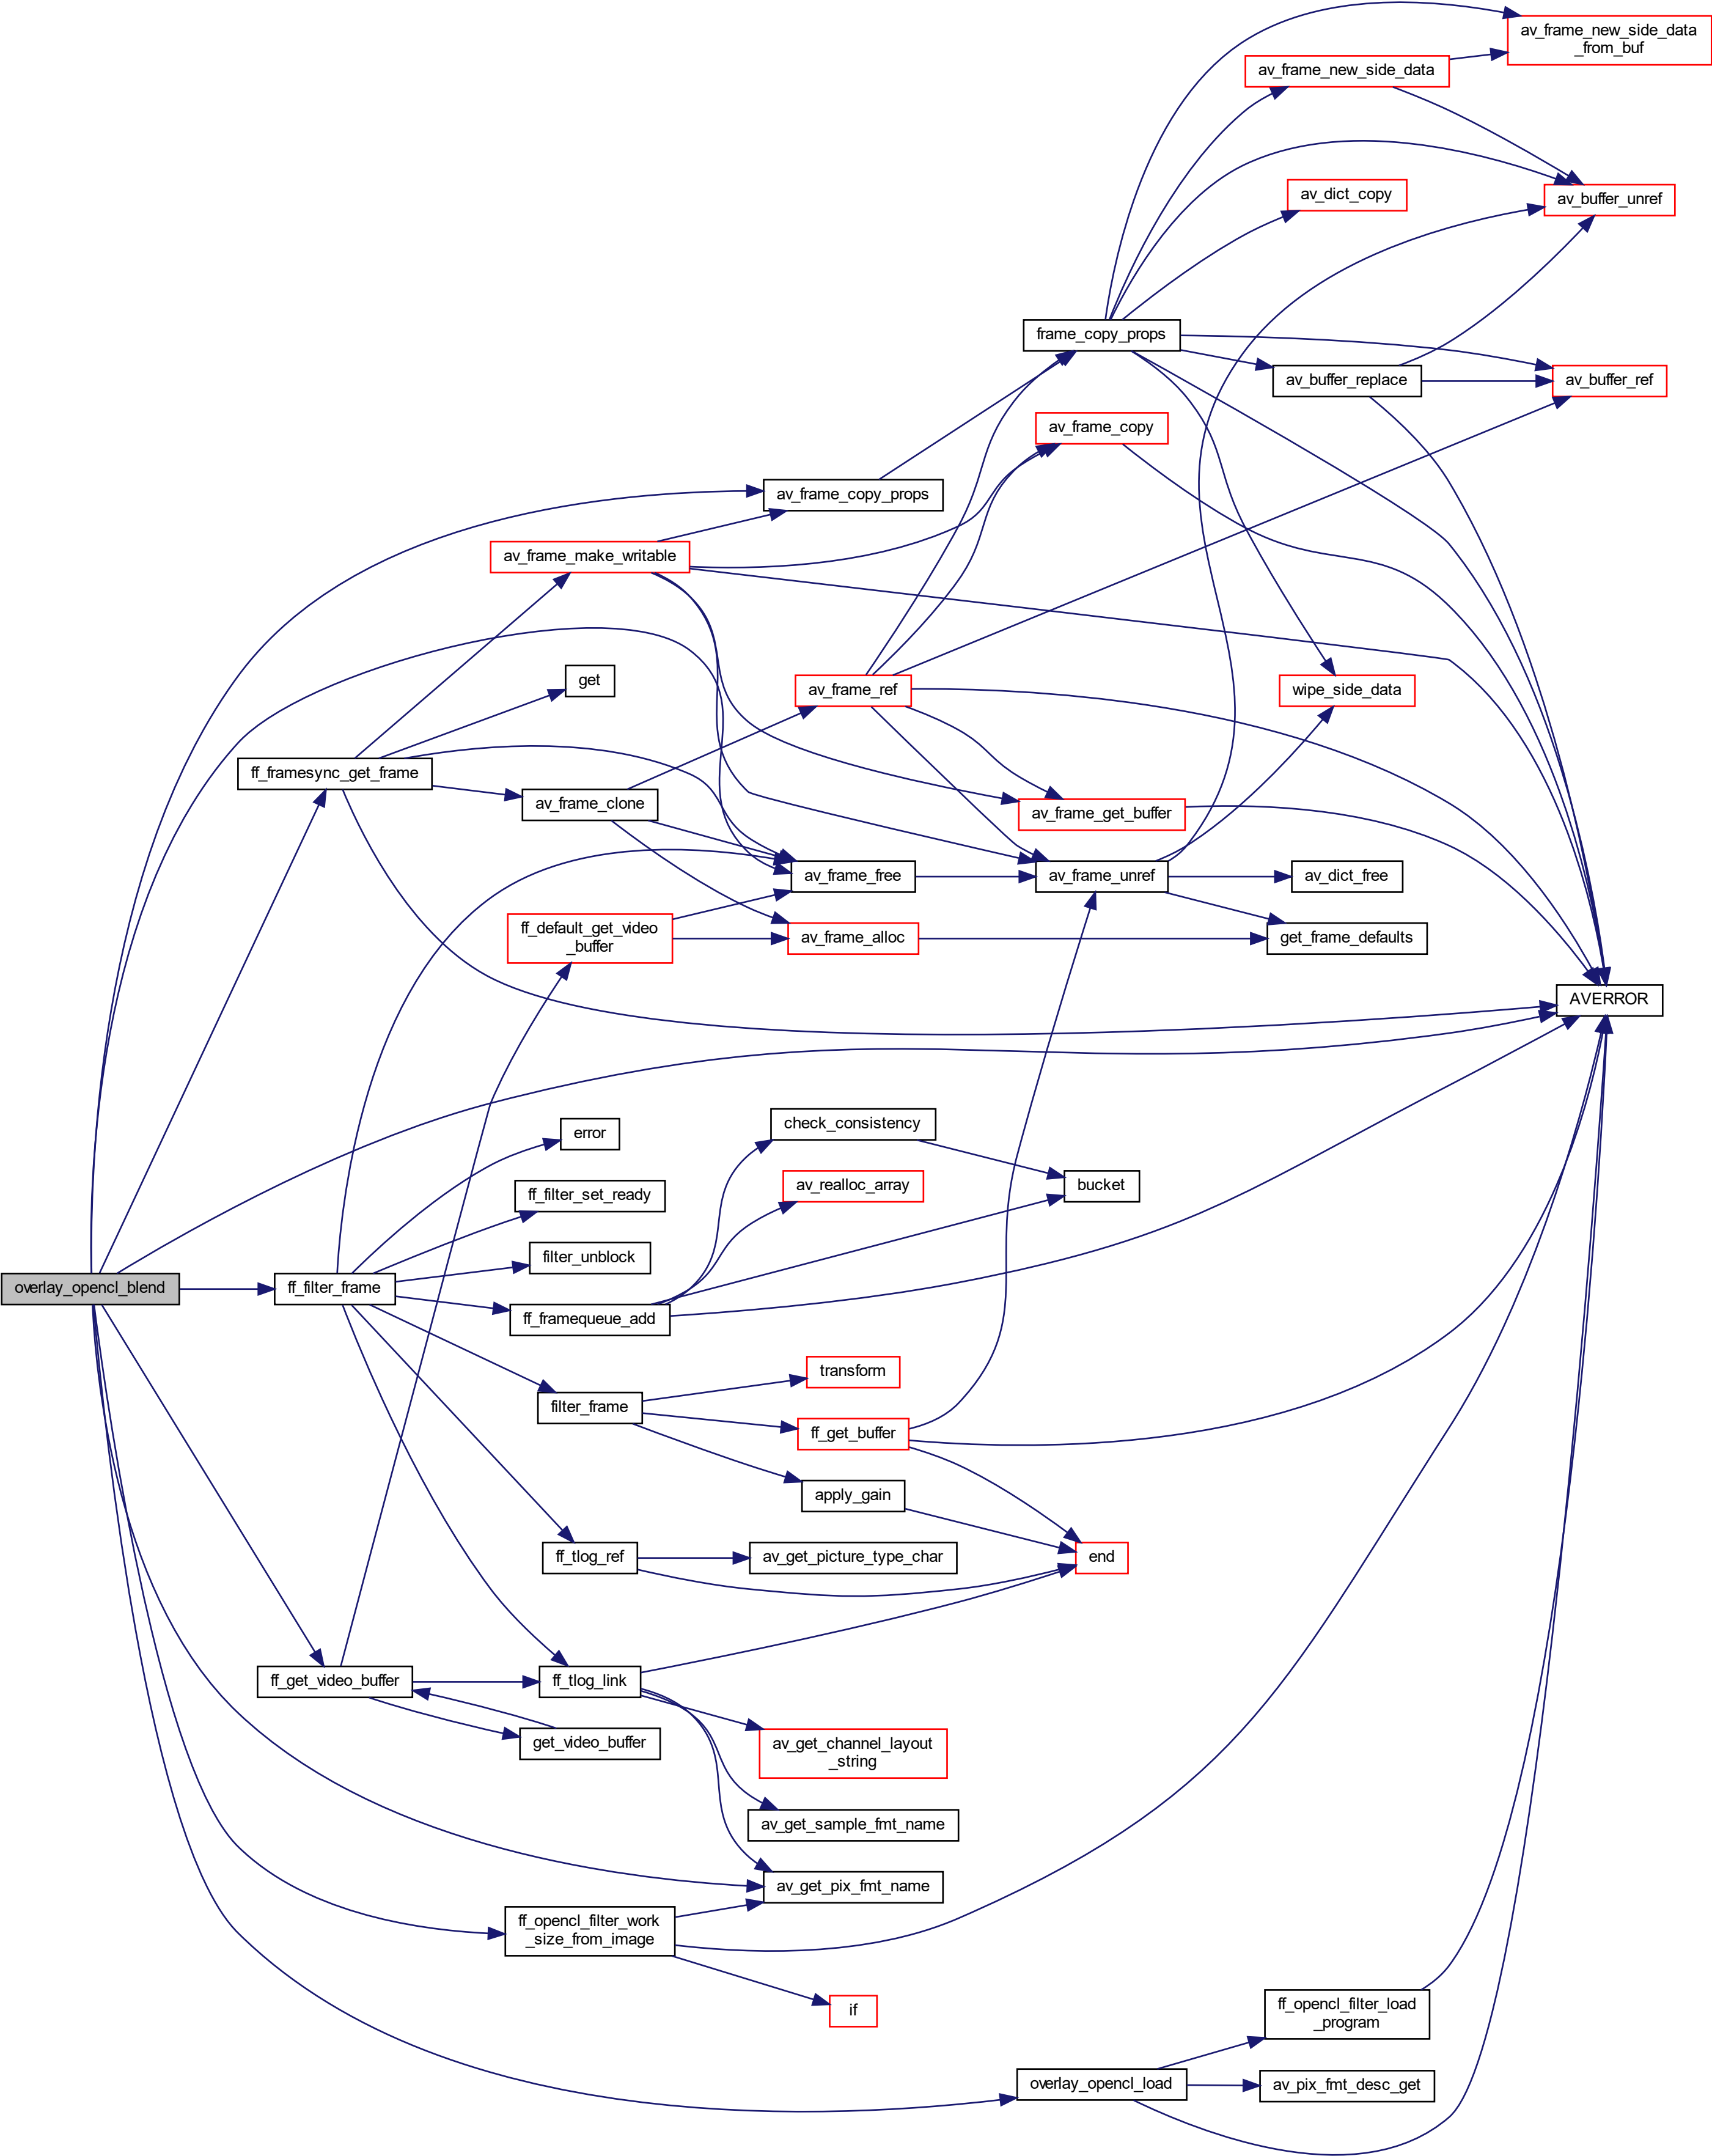 av_frame_new_side_data
_from_buf
av_frame_new_side_data
av_dict_copy
av_buffer_unref
frame_copy_props
av_buffer_replace
av_buffer_ref
av_frame_copy
av_frame_copy_props
av_frame_make_writable
get
av_frame_ref
wipe_side_data
ff_framesync_get_frame
av_frame_clone
av_frame_get_buffer
av_frame_free
av_frame_unref
av_dict_free
ff_default_get_video
_buffer
av_frame_alloc
get_frame_defaults
AVERROR
error
check_consistency
ff_filter_set_ready
av_realloc_array
bucket
filter_unblock
overlay_opencl_blend
ff_filter_frame
ff_framequeue_add
transform
filter_frame
ff_get_buffer
apply_gain
ff_tlog_ref
av_get_picture_type_char
end
ff_get_video_buffer
ff_tlog_link
get_video_buffer
av_get_channel_layout
_string
av_get_sample_fmt_name
av_get_pix_fmt_name
ff_opencl_filter_work
_size_from_image
if
ff_opencl_filter_load
_program
overlay_opencl_load
av_pix_fmt_desc_get